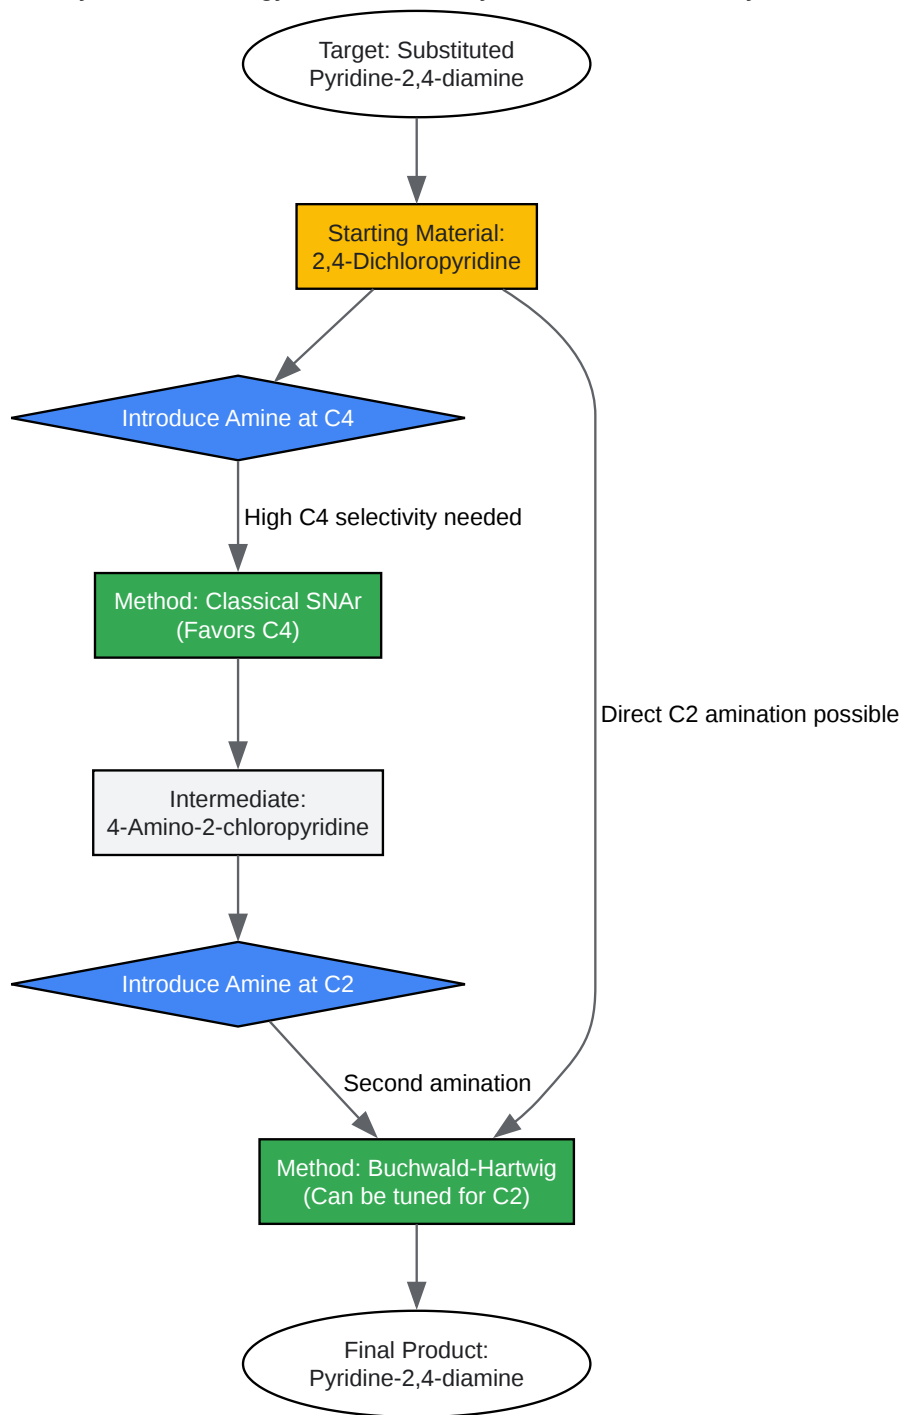 Target: Substituted
Pyridine-2,4-diamine
Starting Material:
2,4-Dichloropyridine
Introduce Amine at C4
High C4 selectivity needed
Method: Classical SNAr
(Favors C4)
Direct C2 amination possible
Intermediate:
4-Amino-2-chloropyridine
Introduce Amine at C2
Second amination
Method: Buchwald-Hartwig
(Can be tuned for C2)
Final Product:
Pyridine-2,4-diamine